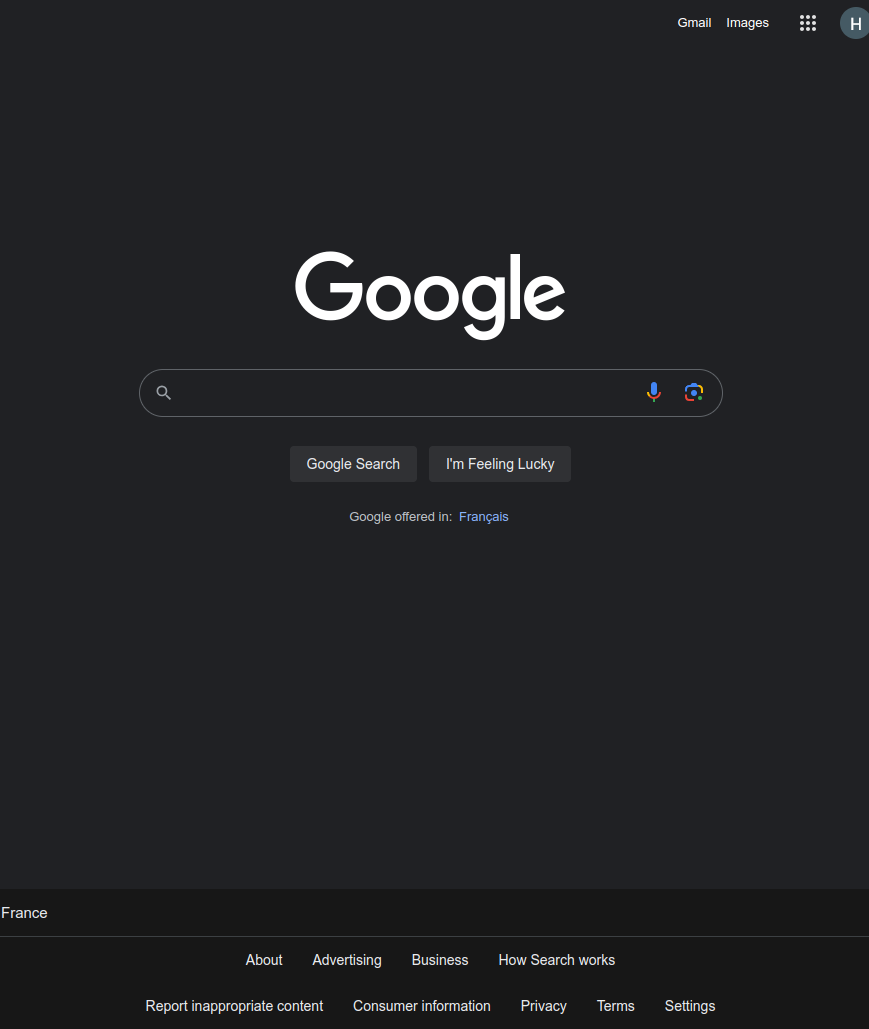 Gmail Images H
Google
Google Search I'm Feeling Lucky
Google offered in: Français
France
About Advertising Business How Search works
Report inappropriate content Consumer information Privacy Terms Settings